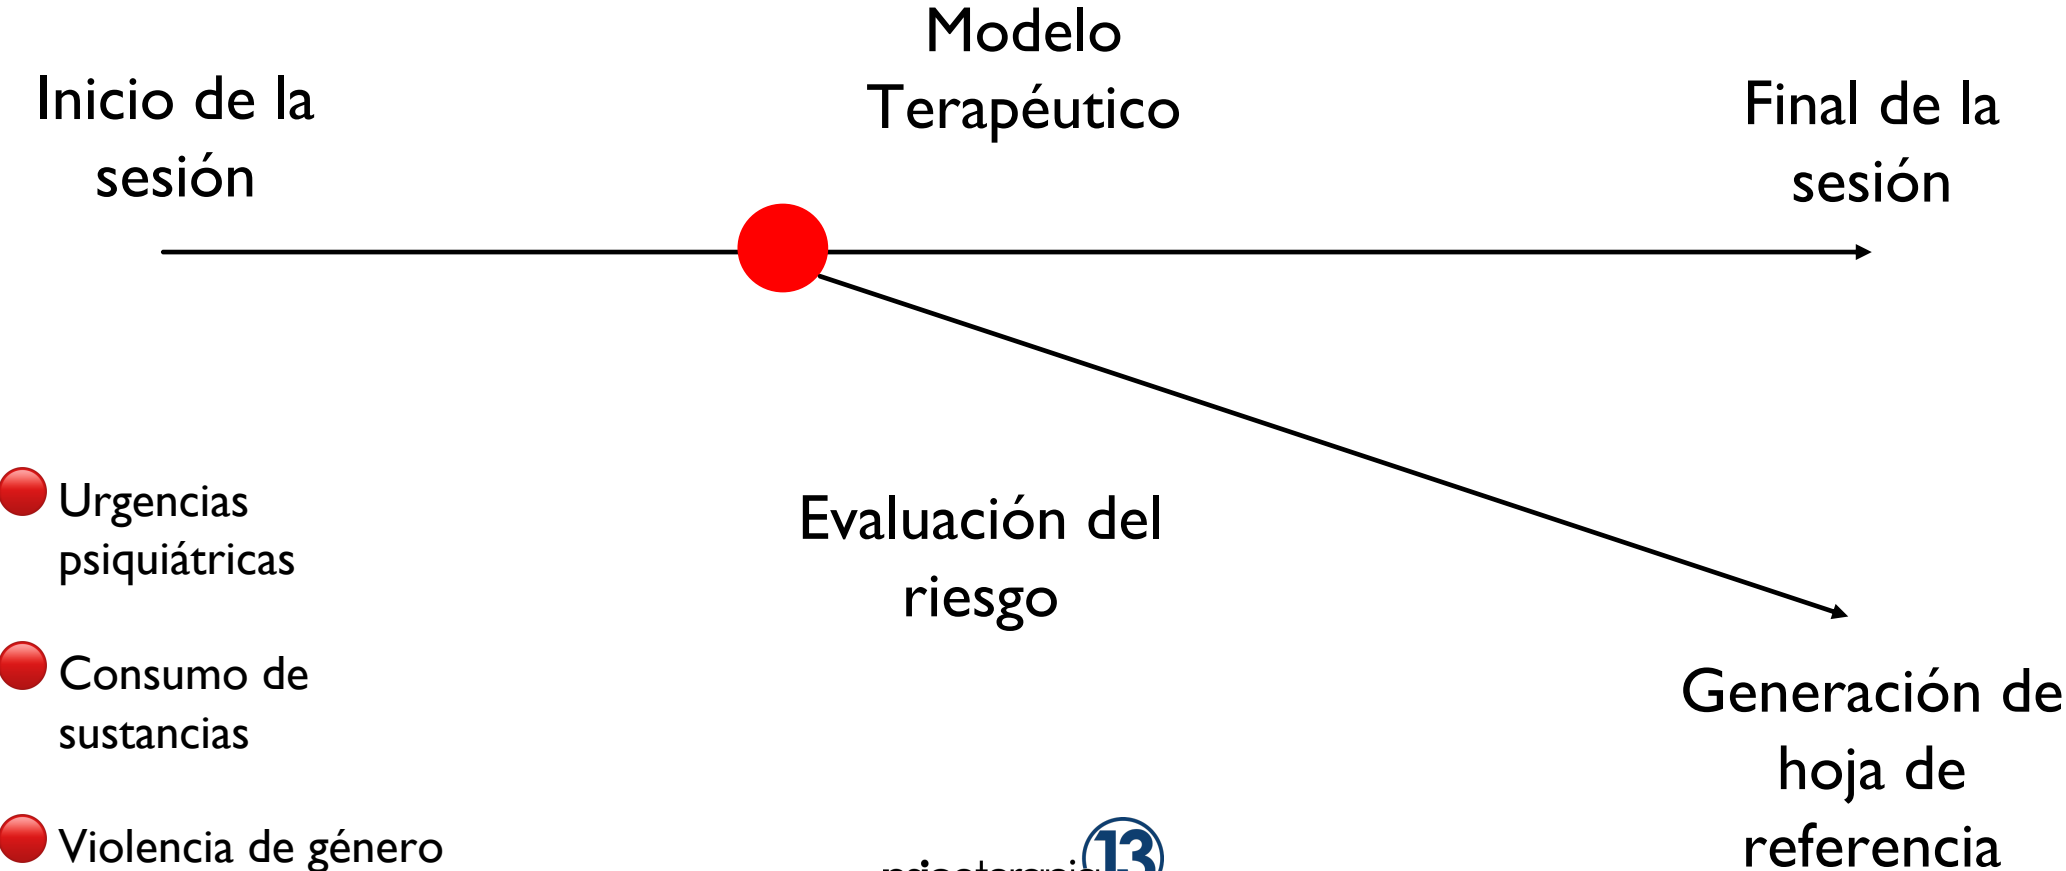 Modelo
Terapéutico
Inicio de la
sesión
Final de la
sesión
Urgencias
psiquiátricas
Evaluación del
riesgo
Consumo de
sustancias
Generación de
hoja de
referencia
Violencia de género
psicoterapia 13